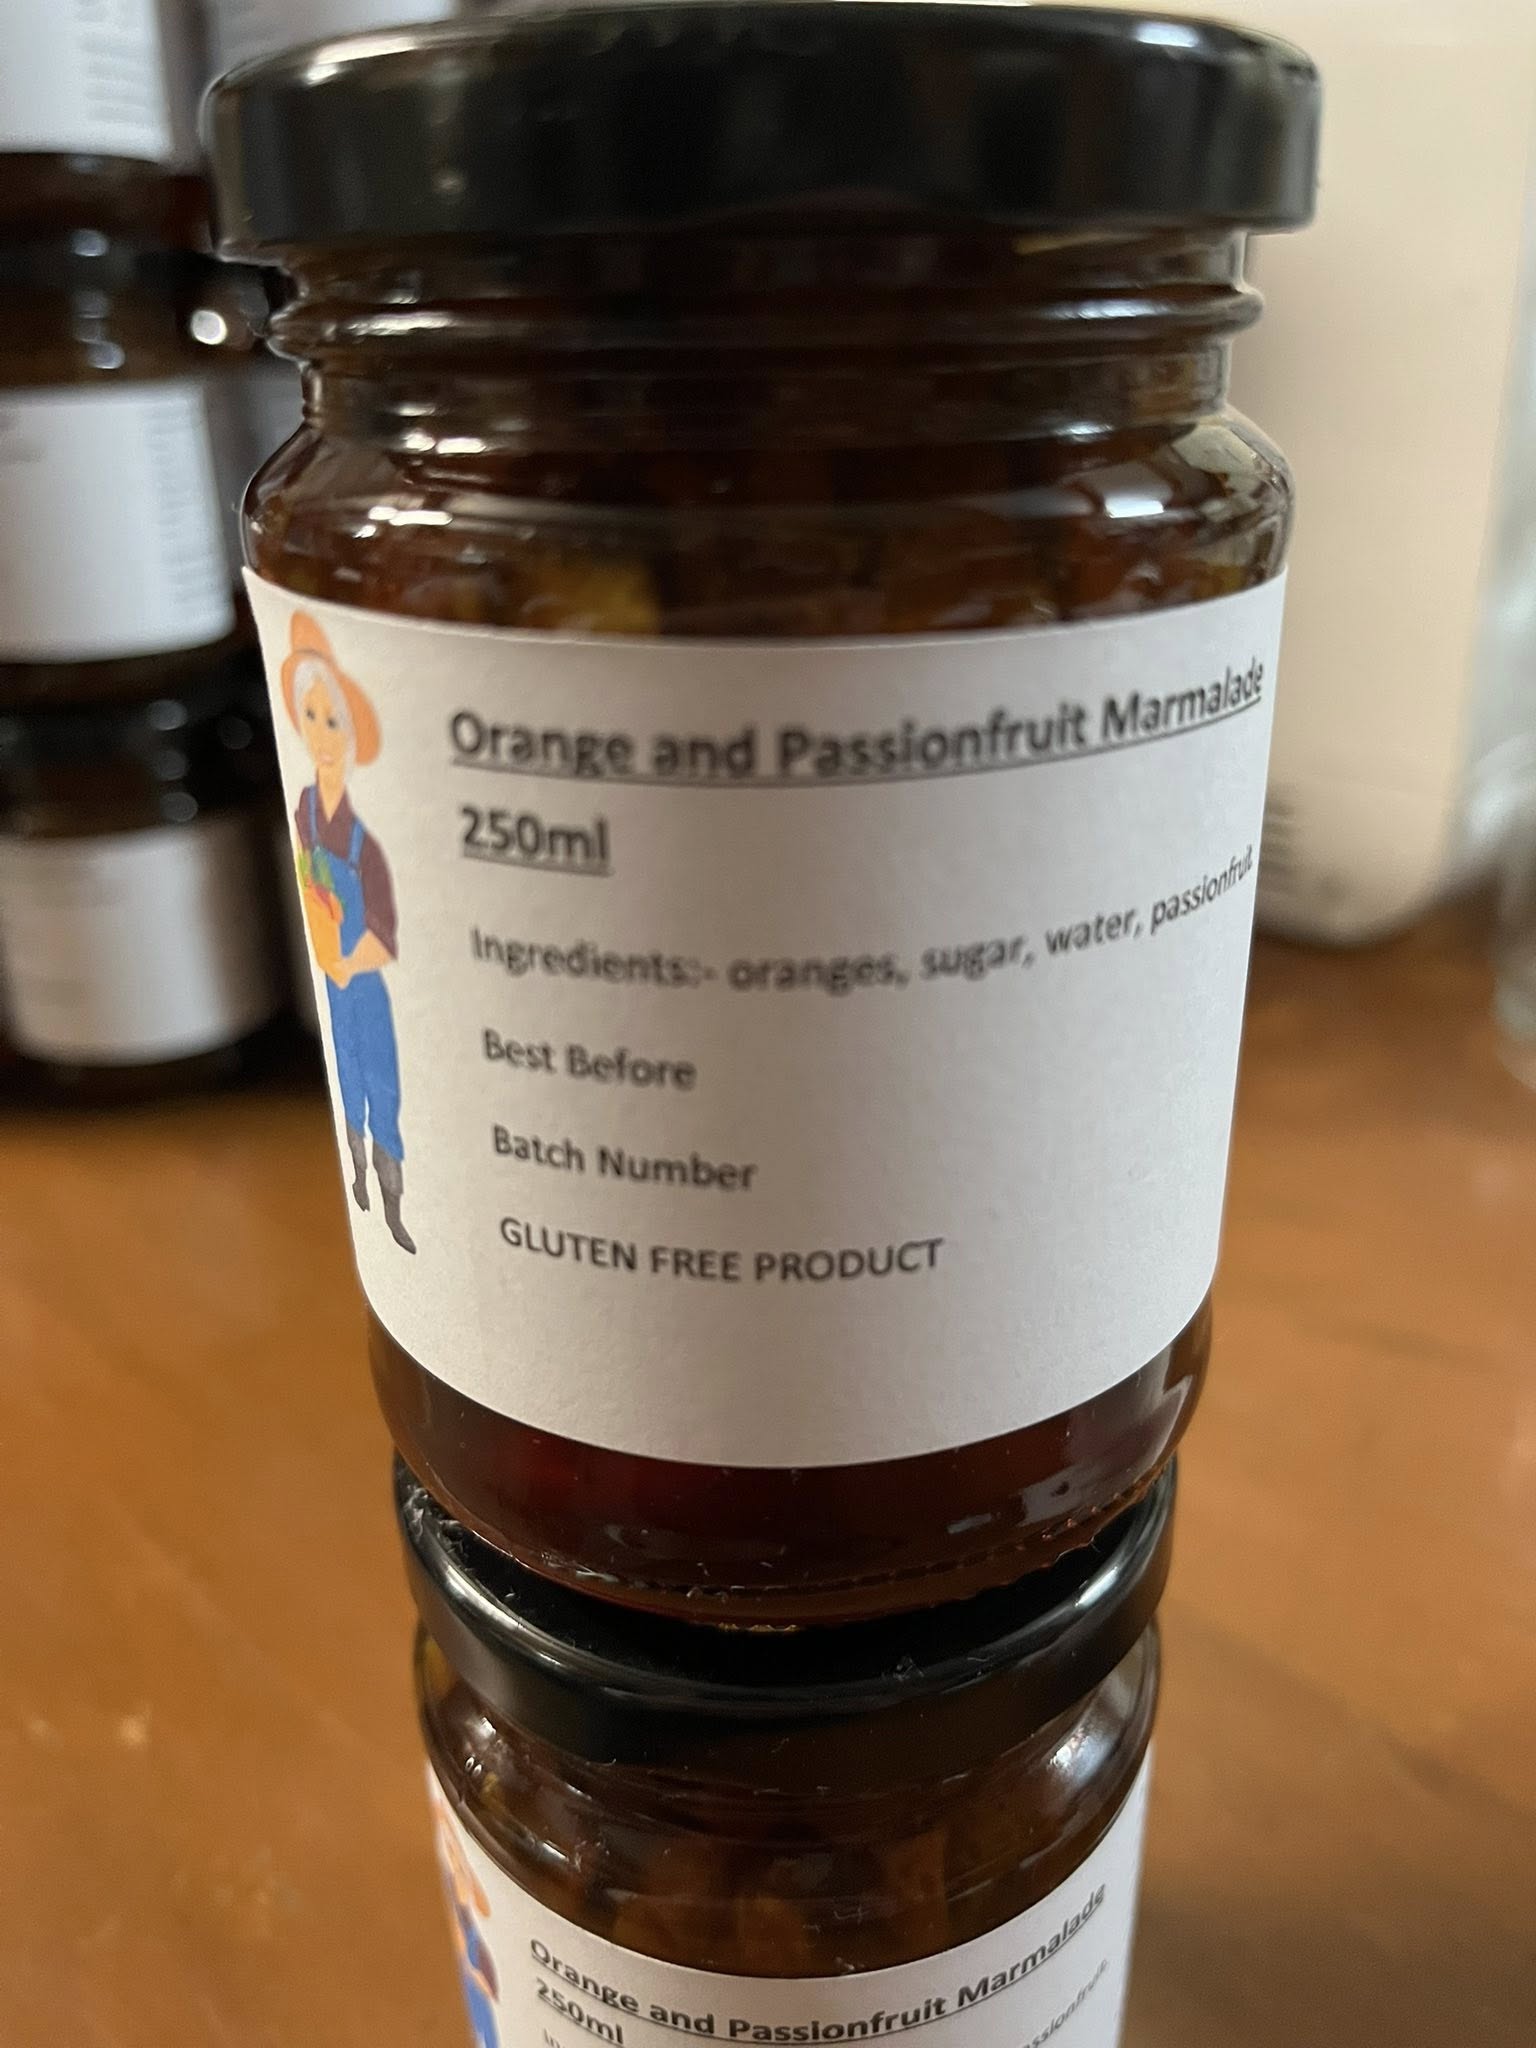 Orange and Passionfruit Marmalade
250ml
Ingredients:- oranges, sugar, water, passionfruit
Best Before
Batch Number
GLUTEN FREE PRODUCT
Orange and Passionfruit Marmalade
250ml